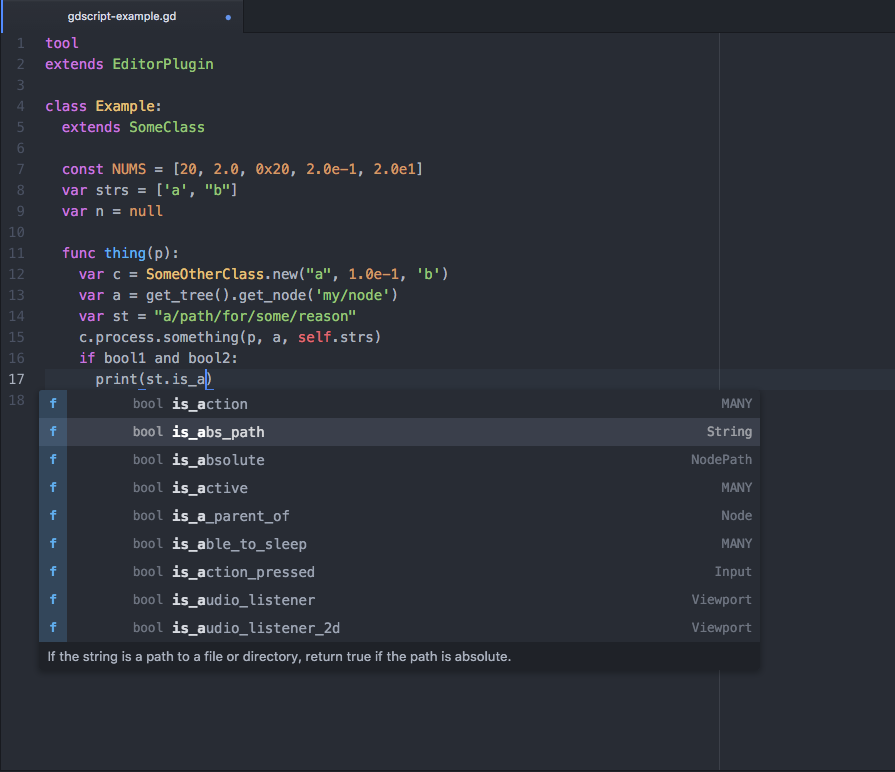 gdscript-example.gd
1 tool
2 extends EditorPlugin
3
4 class Example:
5   extends SomeClass
6
7   const NUMS = [20, 2.0, 0x20, 2.0e-1, 2.0e1]
8   var strs = ['a', "b"]
9   var n = null
10
11   func thing(p):
12     var c = SomeOtherClass.new("a", 1.0e-1, 'b')
13     var a = get_tree().get_node('my/node')
14     var st = "a/path/for/some/reason"
15     c.process.something(p, a, self.strs)
16     if bool1 and bool2:
17       print(st.is_a)
18
f bool is_action MANY
f bool is_abs_path String
f bool is_absolute NodePath
f bool is_active MANY
f bool is_a_parent_of Node
f bool is_able_to_sleep MANY
f bool is_action_pressed Input
f bool is_audio_listener Viewport
f bool is_audio_listener_2d Viewport
If the string is a path to a file or directory, return true if the path is absolute.